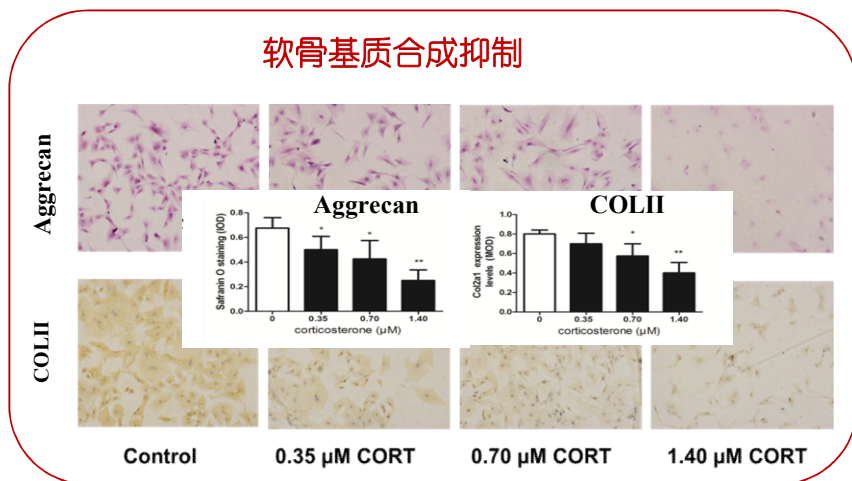 软骨基质合成抑制
Aggrecan
Aggrecan
Safranin O staining (IOD)
0.8
0.6
0.4
0.2
0.0
*
*
**
0 0.35 0.70 1.40
corticosterone (μM)
COLII
Col2a1 expression
levels (MOD)
1.0
0.8
0.6
0.4
0.2
0.0
*
**
0 0.35 0.70 1.40
corticosterone (μM)
COLII
Control 0.35 μM CORT 0.70 μM CORT 1.40 μM CORT